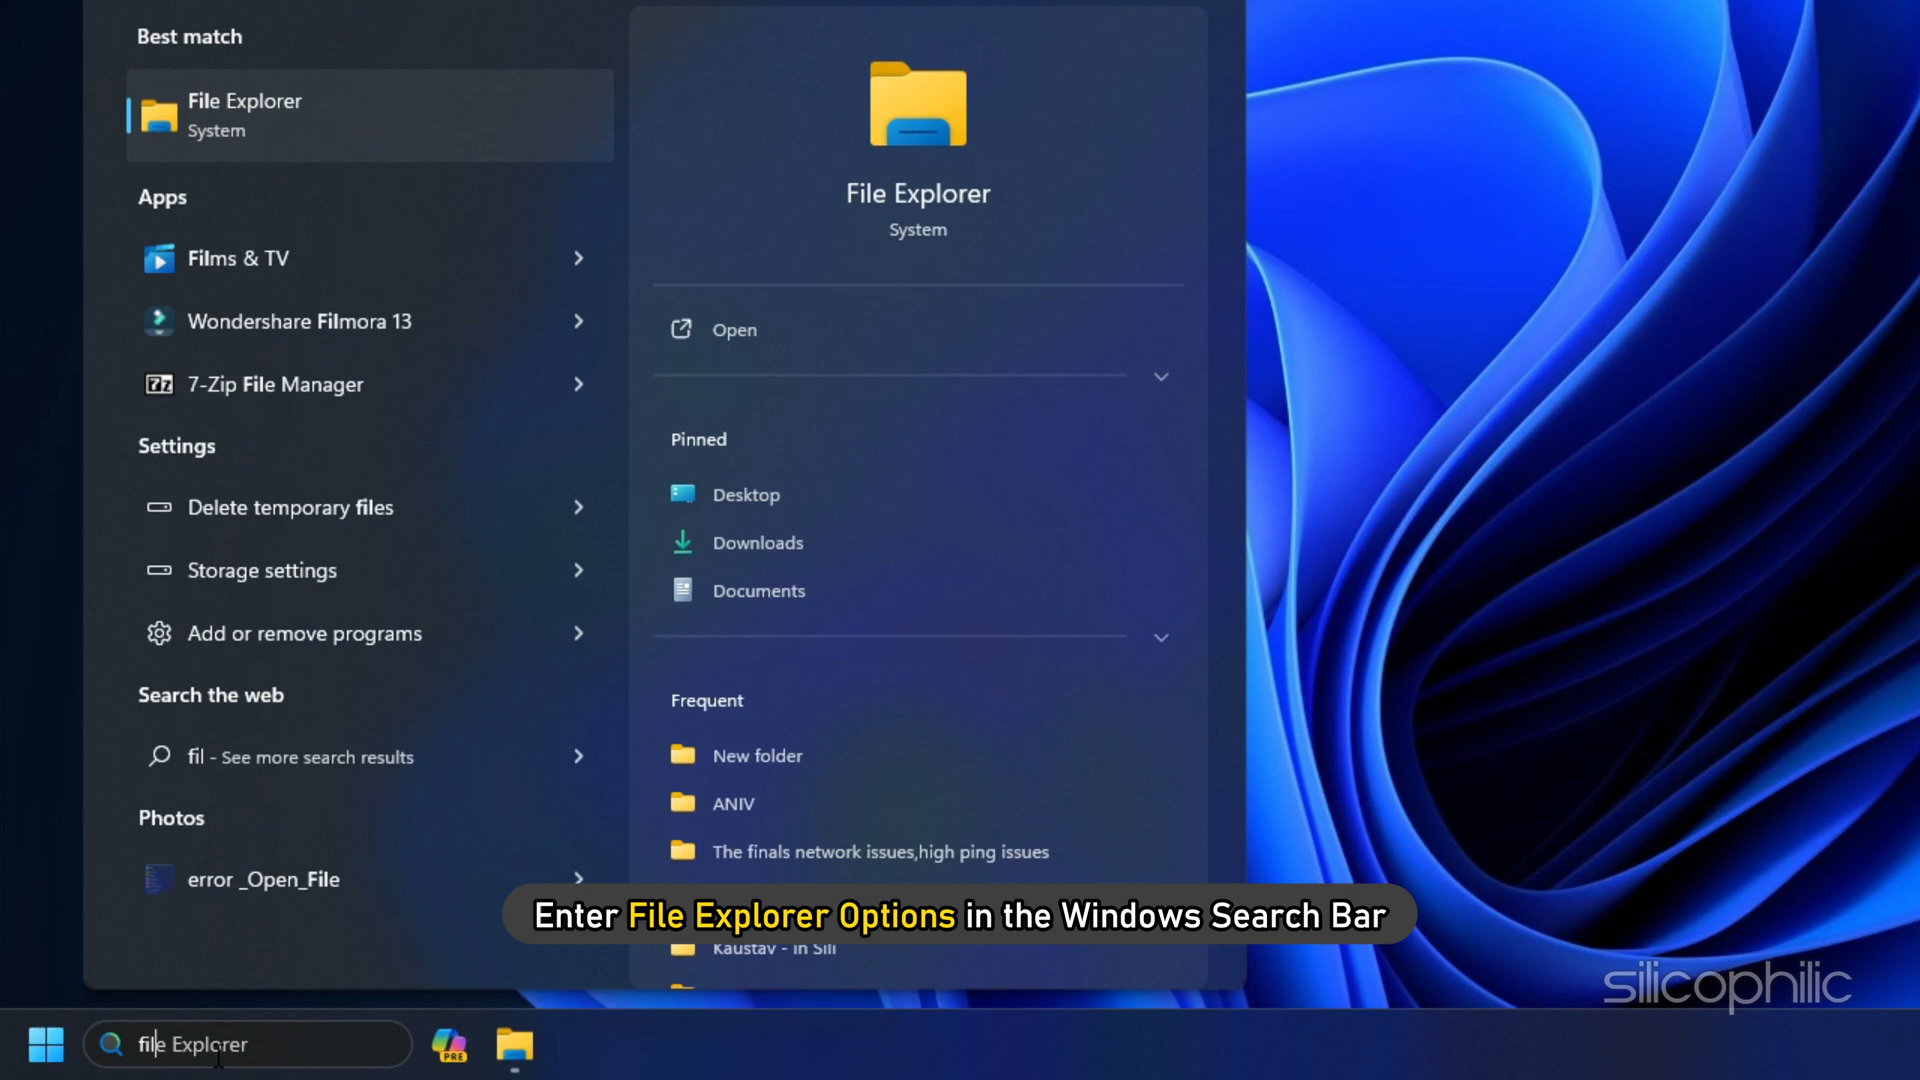 Best match
File Explorer
System
Apps
Films & TV
Wondershare Filmora 13
7-Zip File Manager
Settings
Delete temporary files
Storage settings
Add or remove programs
Search the web
fil - See more search results
Photos
error _Open_File
File Explorer
System
Open
Pinned
Desktop
Downloads
Documents
Frequent
New folder
ANIV
The finals network issues,high ping issues
Enter File Explorer Options in the Windows Search Bar
Kaustav - in Sili
silicophilic
file Explorer
PRE